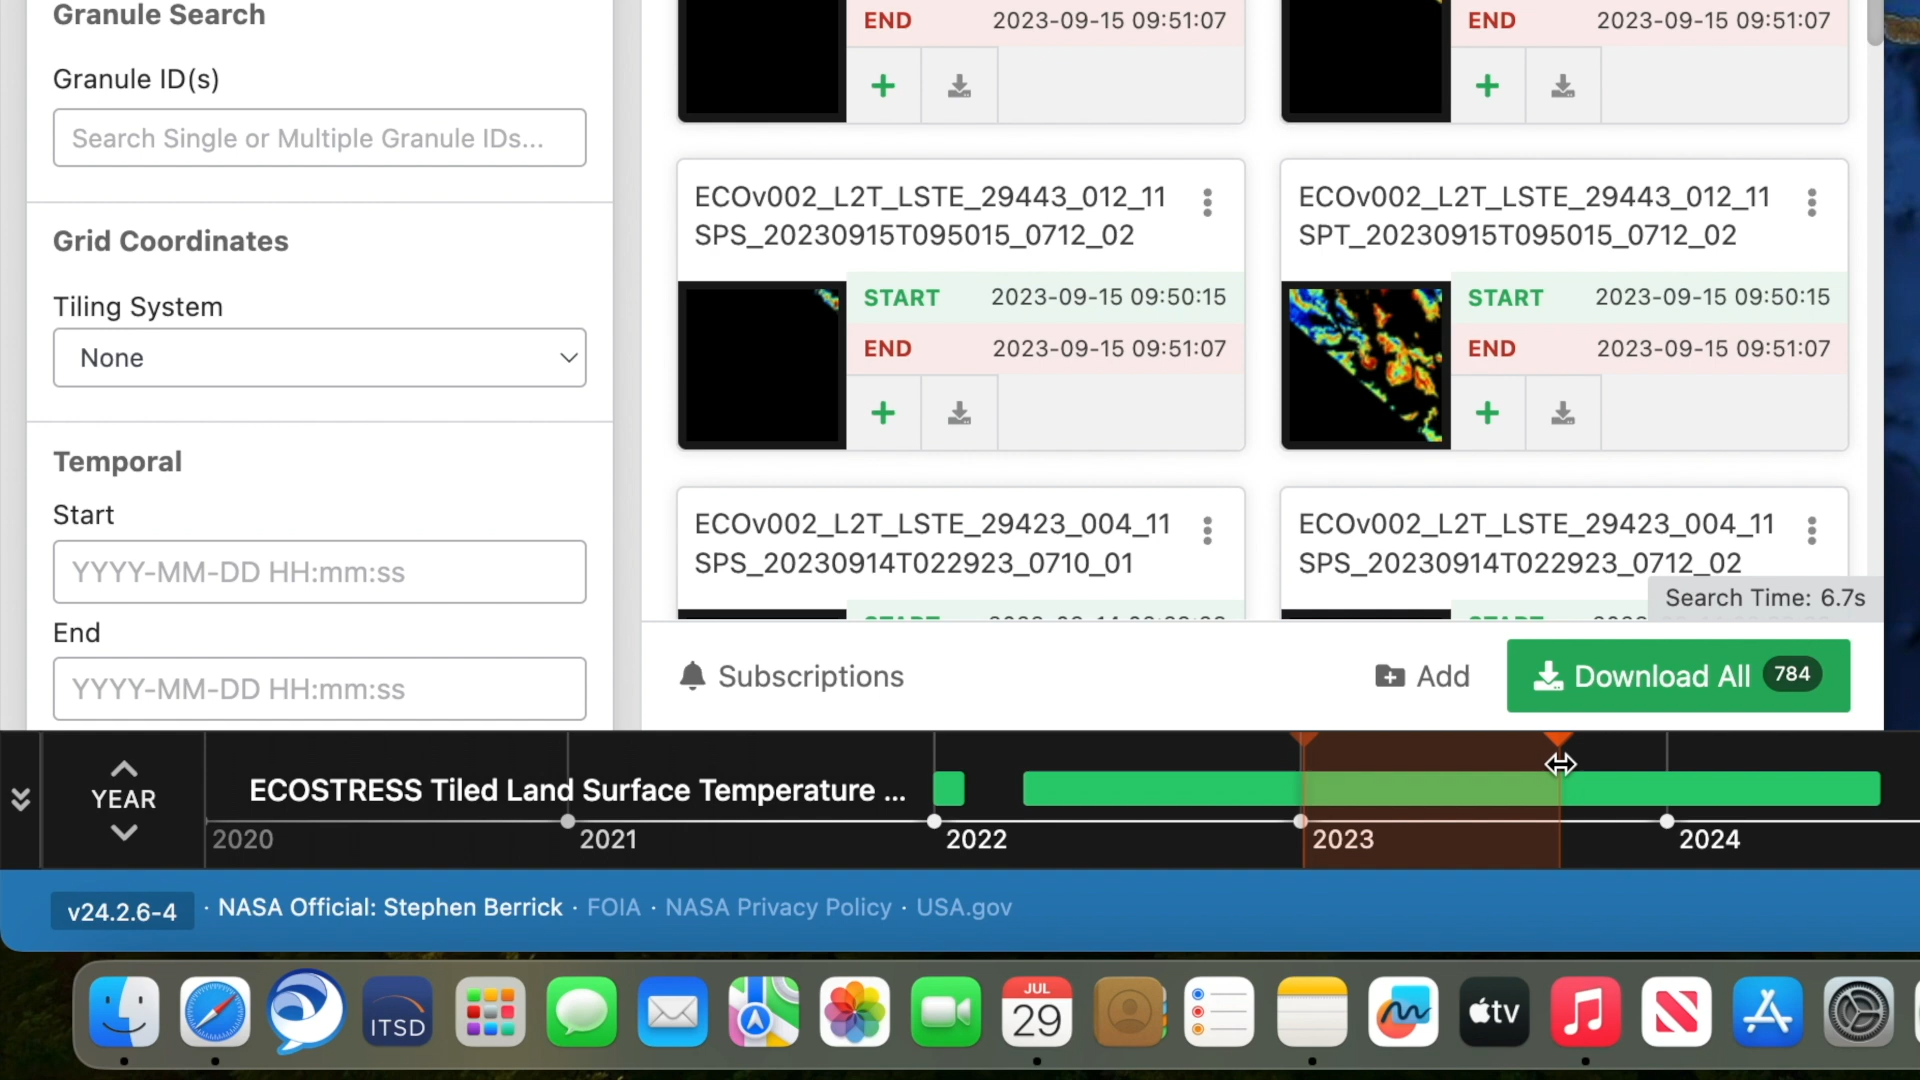 Granule Search
Granule ID(s)
Search Single or Multiple Granule IDs...
Grid Coordinates
Tiling System
None
Temporal
Start
YYYY-MM-DD HH:mm:ss
End
YYYY-MM-DD HH:mm:ss
END 2023-09-15 09:51:07
END 2023-09-15 09:51:07
ECOv002_L2T_LSTE_29443_012_11
SPS_20230915T095015_0712_02
START 2023-09-15 09:50:15
END 2023-09-15 09:51:07
ECOv002_L2T_LSTE_29443_012_11
SPT_20230915T095015_0712_02
START 2023-09-15 09:50:15
END 2023-09-15 09:51:07
ECOv002_L2T_LSTE_29423_004_11
SPS_20230914T022923_0710_01
ECOv002_L2T_LSTE_29423_004_11
SPS_20230914T022923_0712_02
Search Time: 6.7s
Subscriptions
Add
Download All 784
YEAR
ECOSTRESS Tiled Land Surface Temperature ...
2020 2021 2022 2023 2024
v24.2.6-4 · NASA Official: Stephen Berrick · FOIA · NASA Privacy Policy · USA.gov
ITSD
JUL
29
tv